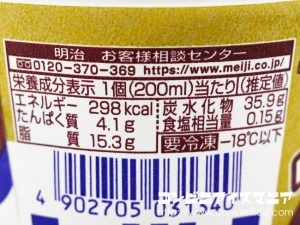 明治 お客様相談センター
0120-370-369 https://www.meiji.co.jp/
栄養成分表示 1個(200ml)当たり(推定値)
エネルギー 298kcal 炭水化物 35.9g
たんぱく質 4.1g 食塩相当量 0.15g
脂質 15.3g 要冷凍 −18℃以下
4 902705 031340